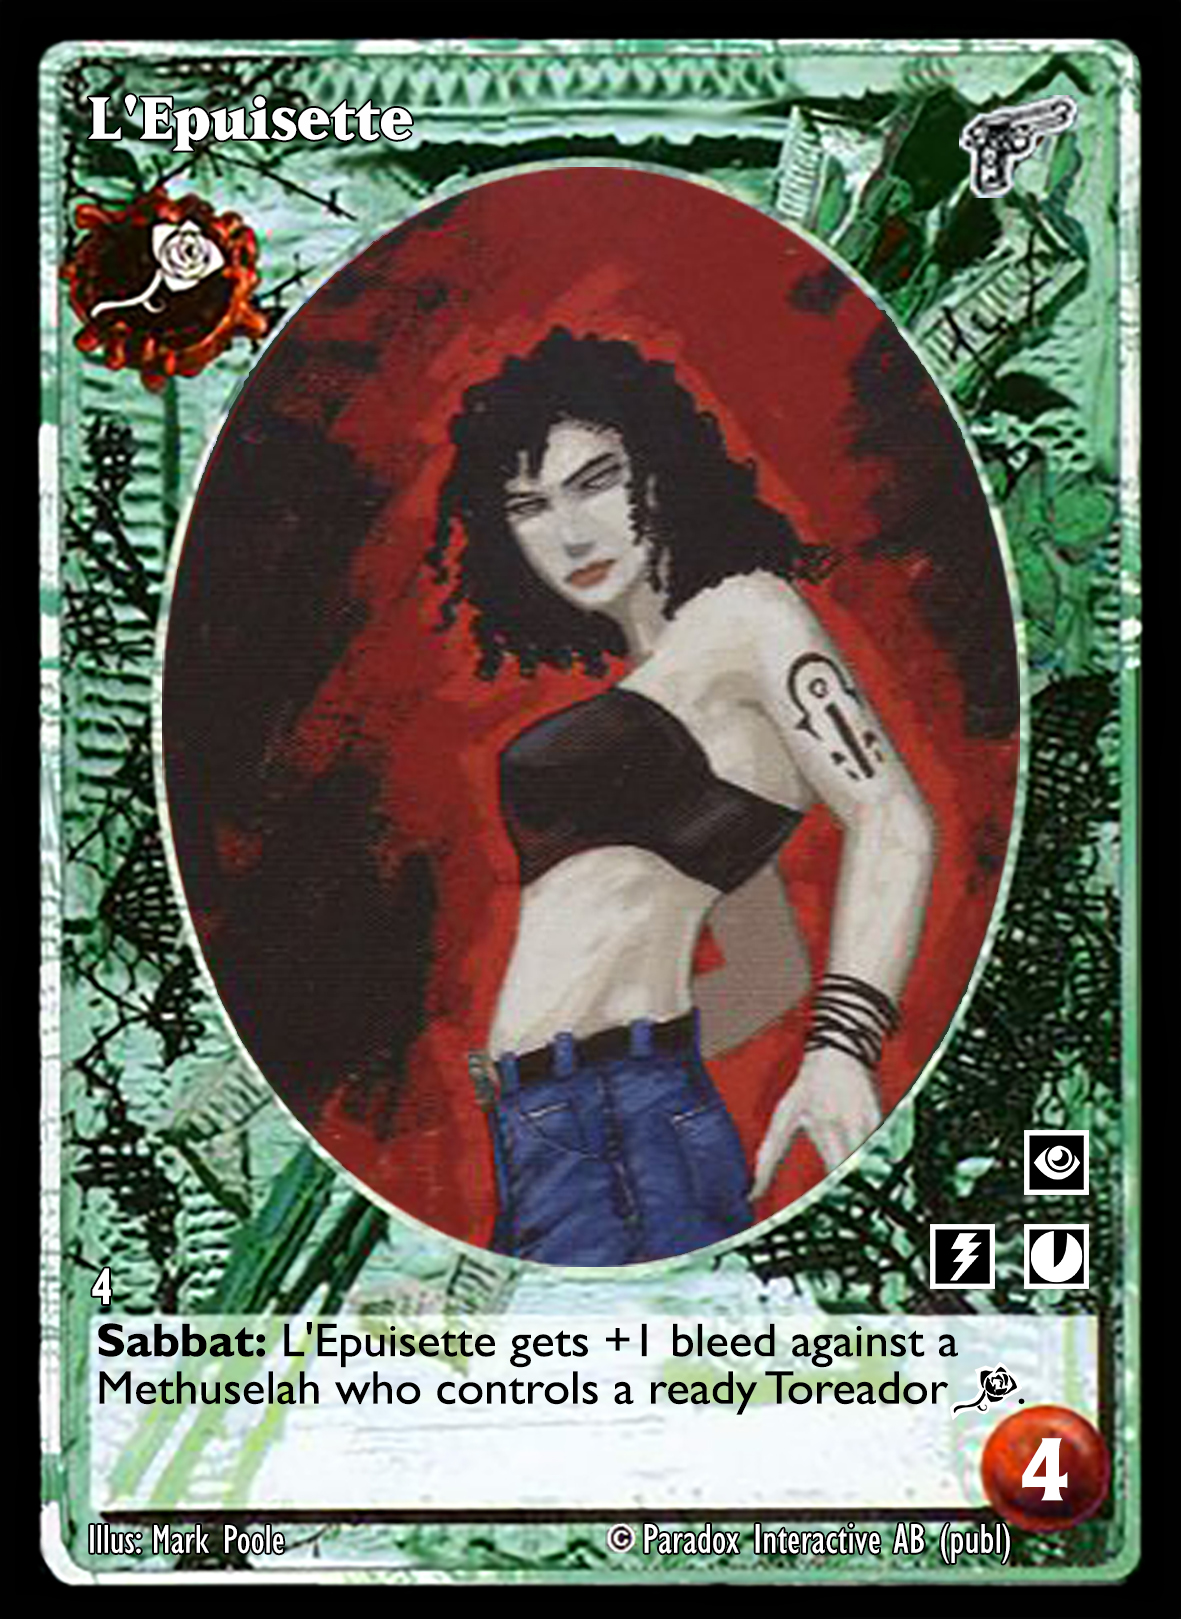 L'Epuisette
4
Sabbat: L'Epuisette gets +1 bleed against a
Methuselah who controls a ready Toreador .
4
Illus: Mark Poole © Paradox Interactive AB (publ)